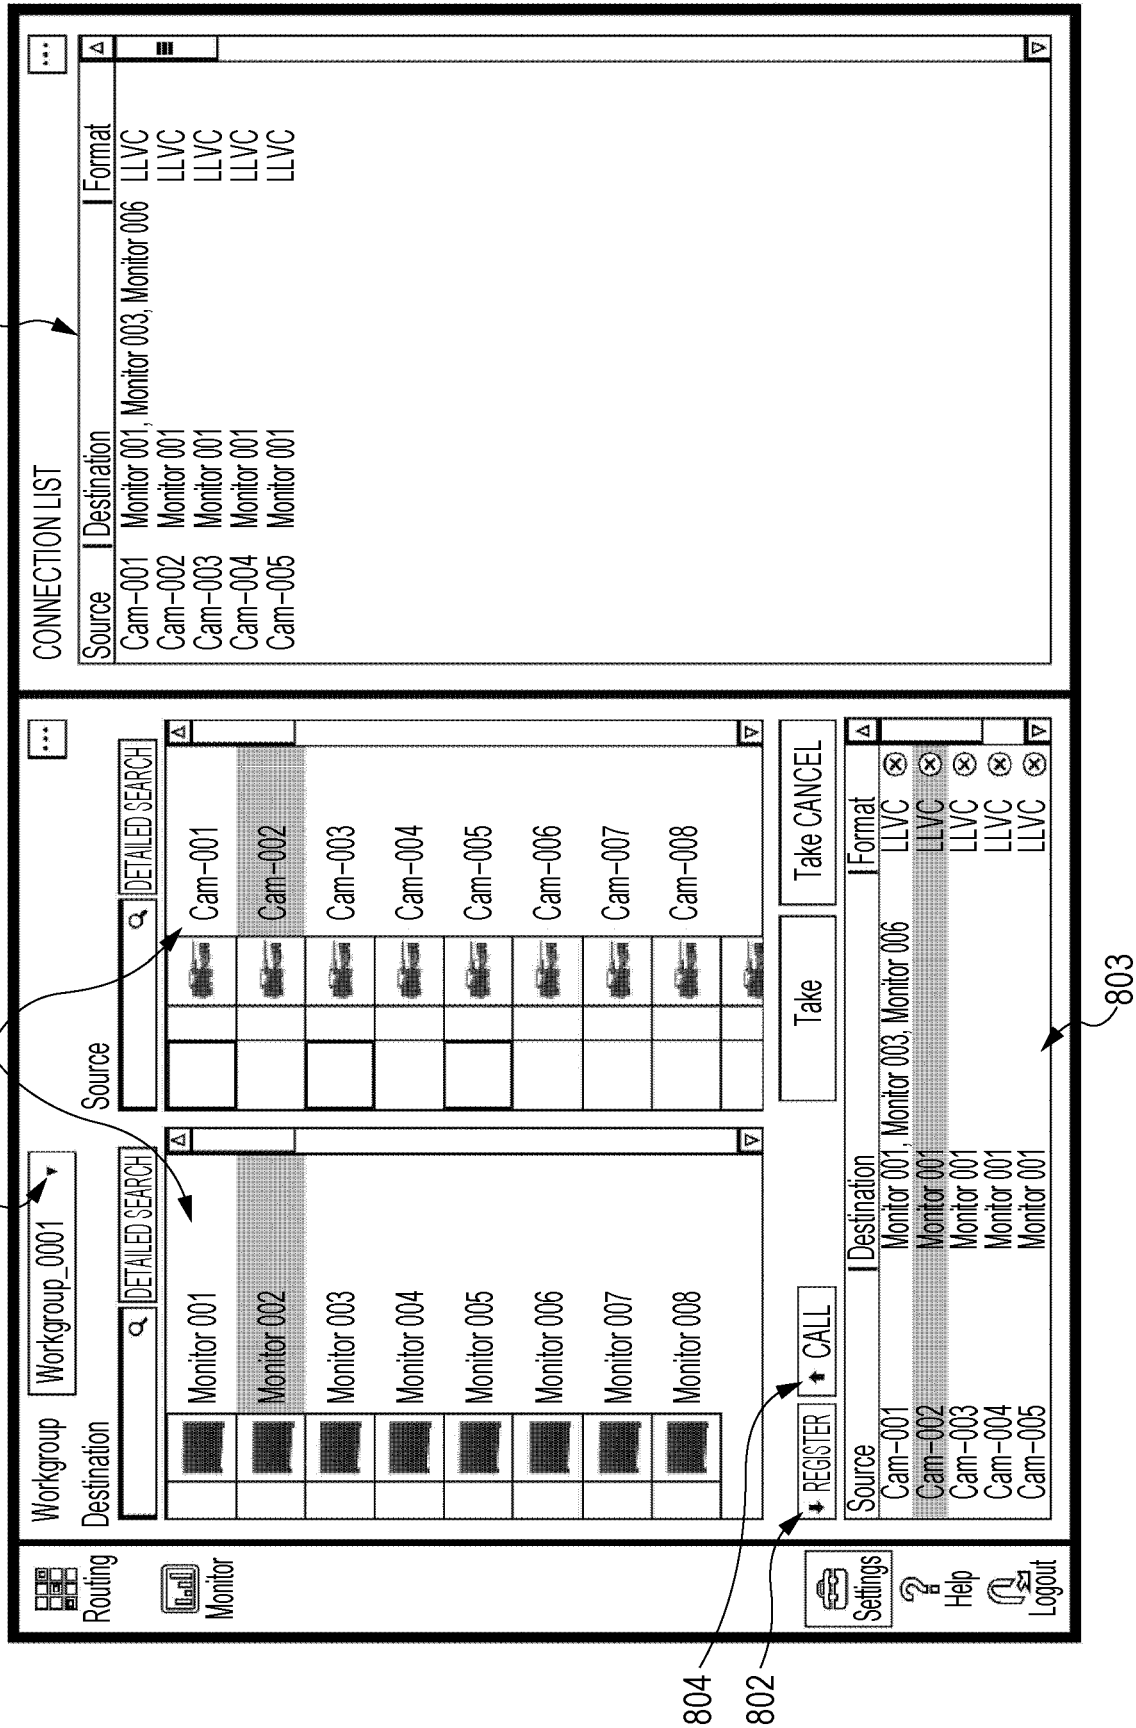 Routing
Monitor
Settings
Help
Logout
Workgroup Workgroup_0001 ▼ ...
Destination
DETAILED SEARCH
Monitor 001
Monitor 002
Monitor 003
Monitor 004
Monitor 005
Monitor 006
Monitor 007
Monitor 008
Source
DETAILED SEARCH
Cam-001
Cam-002
Cam-003
Cam-004
Cam-005
Cam-006
Cam-007
Cam-008
REGISTER CALL Take Take CANCEL
Source Destination Format
Cam-001 Monitor 001, Monitor 003, Monitor 006 LLVC
Cam-002 Monitor 001 LLVC
Cam-003 Monitor 001 LLVC
Cam-004 Monitor 001 LLVC
Cam-005 Monitor 001 LLVC
CONNECTION LIST ...
Source Destination Format
Cam-001 Monitor 001, Monitor 003, Monitor 006 LLVC
Cam-002 Monitor 001 LLVC
Cam-003 Monitor 001 LLVC
Cam-004 Monitor 001 LLVC
Cam-005 Monitor 001 LLVC
804
802
803